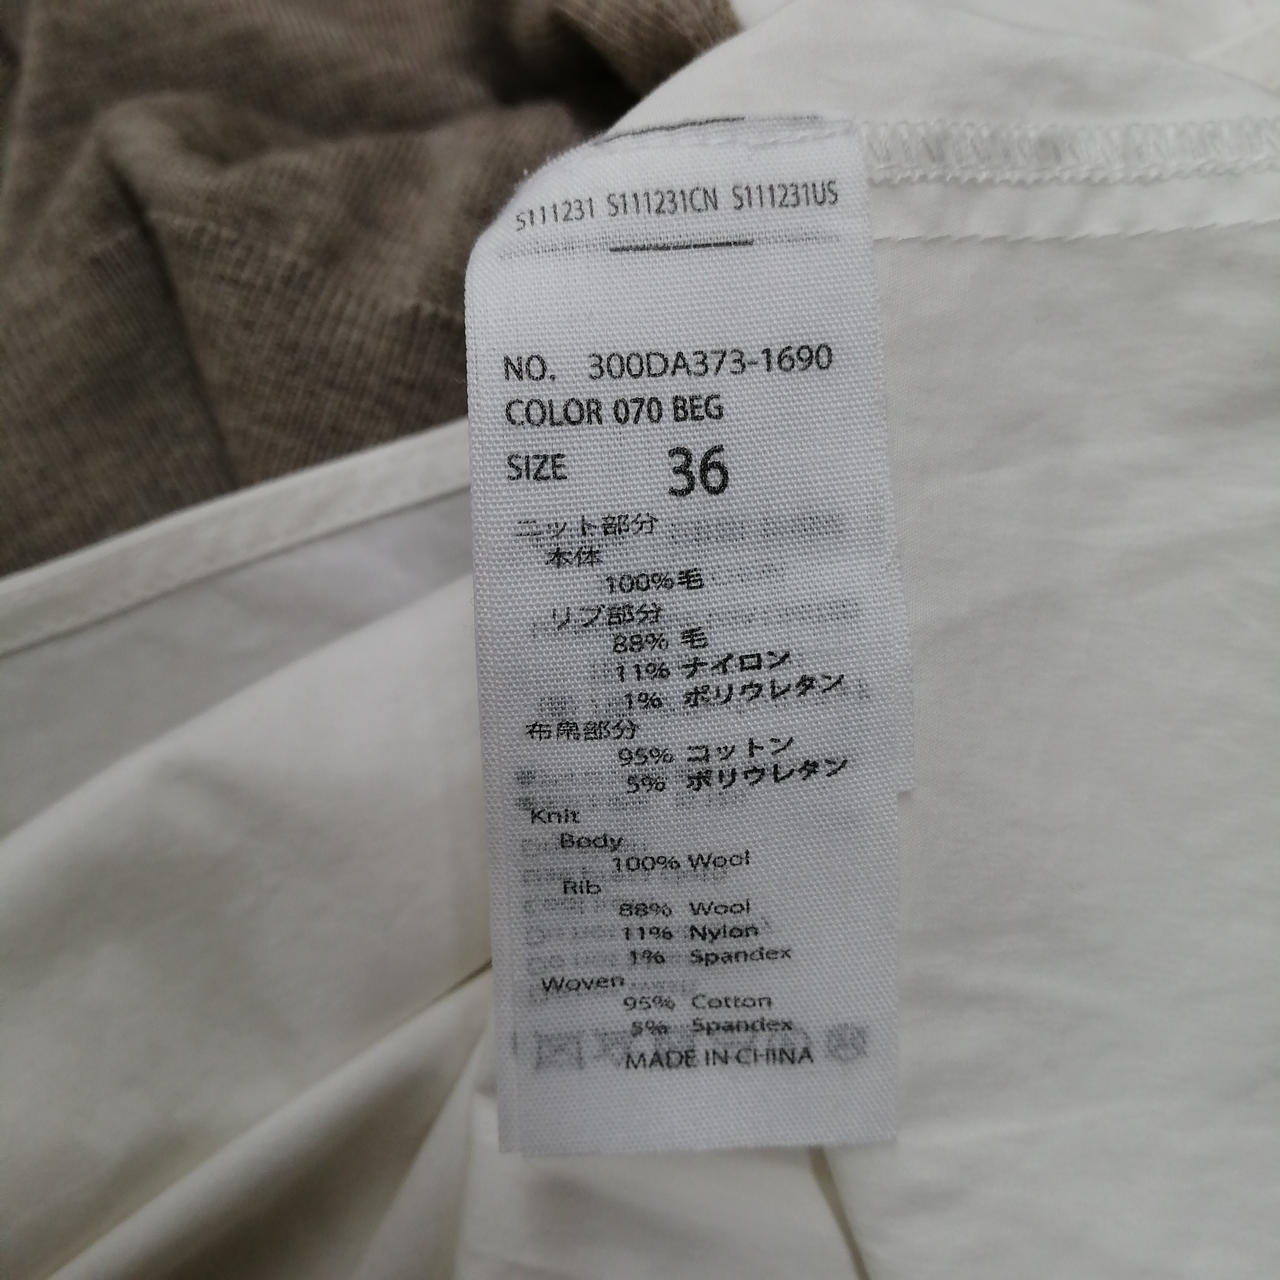 S111231 S111231CN S111231US
NO. 300DA373-1690
COLOR 070 BEG
SIZE 36
ニット部分
本体
100% 毛
リブ部分
88% 毛
11% ナイロン
1% ポリウレタン
布帛部分
95% コットン
5% ポリウレタン
Knit
Body
100% Wool
Rib
88% Wool
11% Nylon
1% Spandex
Woven
95% Cotton
5% Spandex
MADE IN CHINA